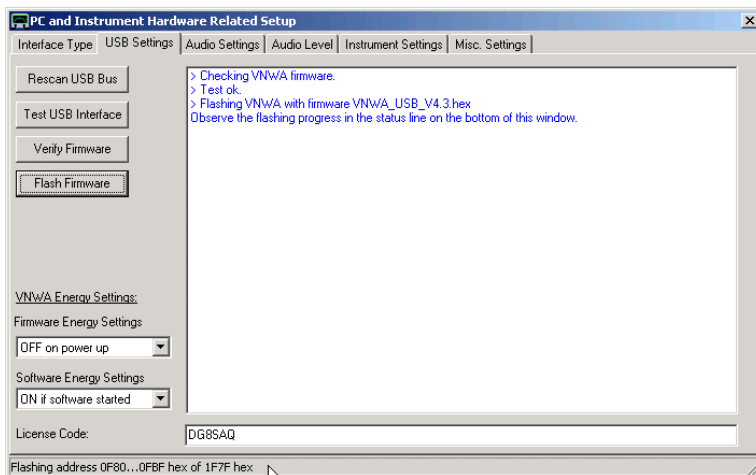 PC and Instrument Hardware Related Setup
Interface Type USB Settings Audio Settings Audio Level Instrument Settings Misc. Settings
Rescan USB Bus
Test USB Interface
Verify Firmware
Flash Firmware
> Checking VNWA firmware.
> Test ok.
> Flashing VNWA with firmware VNWA_USB_V4.3.hex
Observe the flashing progress in the status line on the bottom of this window.
VNWA Energy Settings:
Firmware Energy Settings
OFF on power up
Software Energy Settings
ON if software started
License Code:
DG8SAQ
Flashing address 0F80...0FBF hex of 1F7F hex